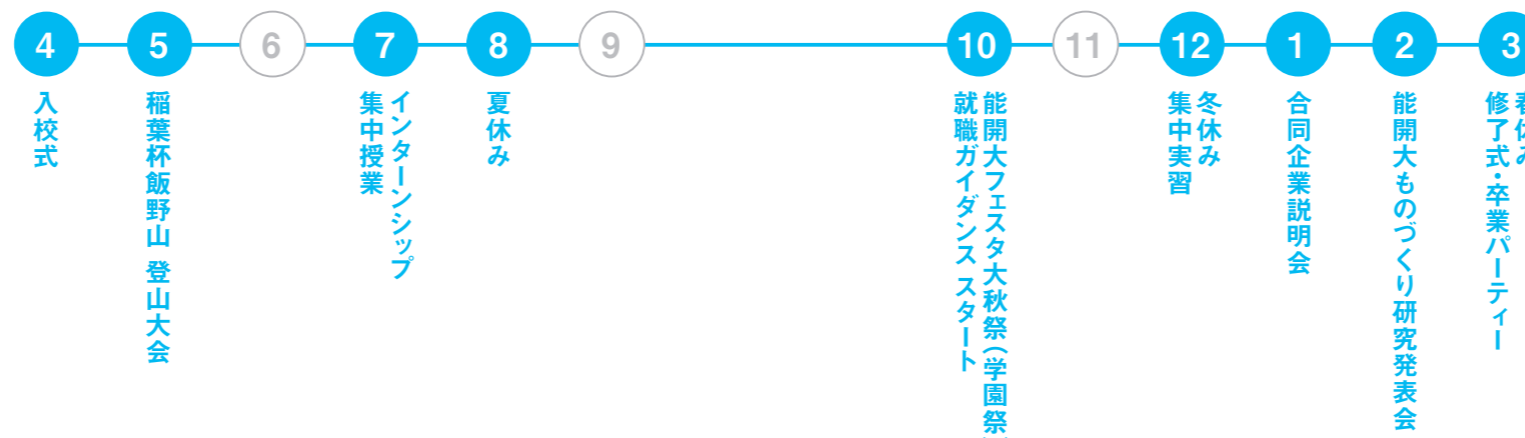 4
入校式
5
稲葉杯飯野山 登山大会
6
7
インターンシップ
集中授業
8
夏休み
9
10
能開大フェスタ大秋祭(学園祭
就職ガイダンス スタート
11
12
冬休み
集中実習
1
合同企業説明会
2
能開大ものづくり研究発表会
3
春休み
修了式・卒業パーティー